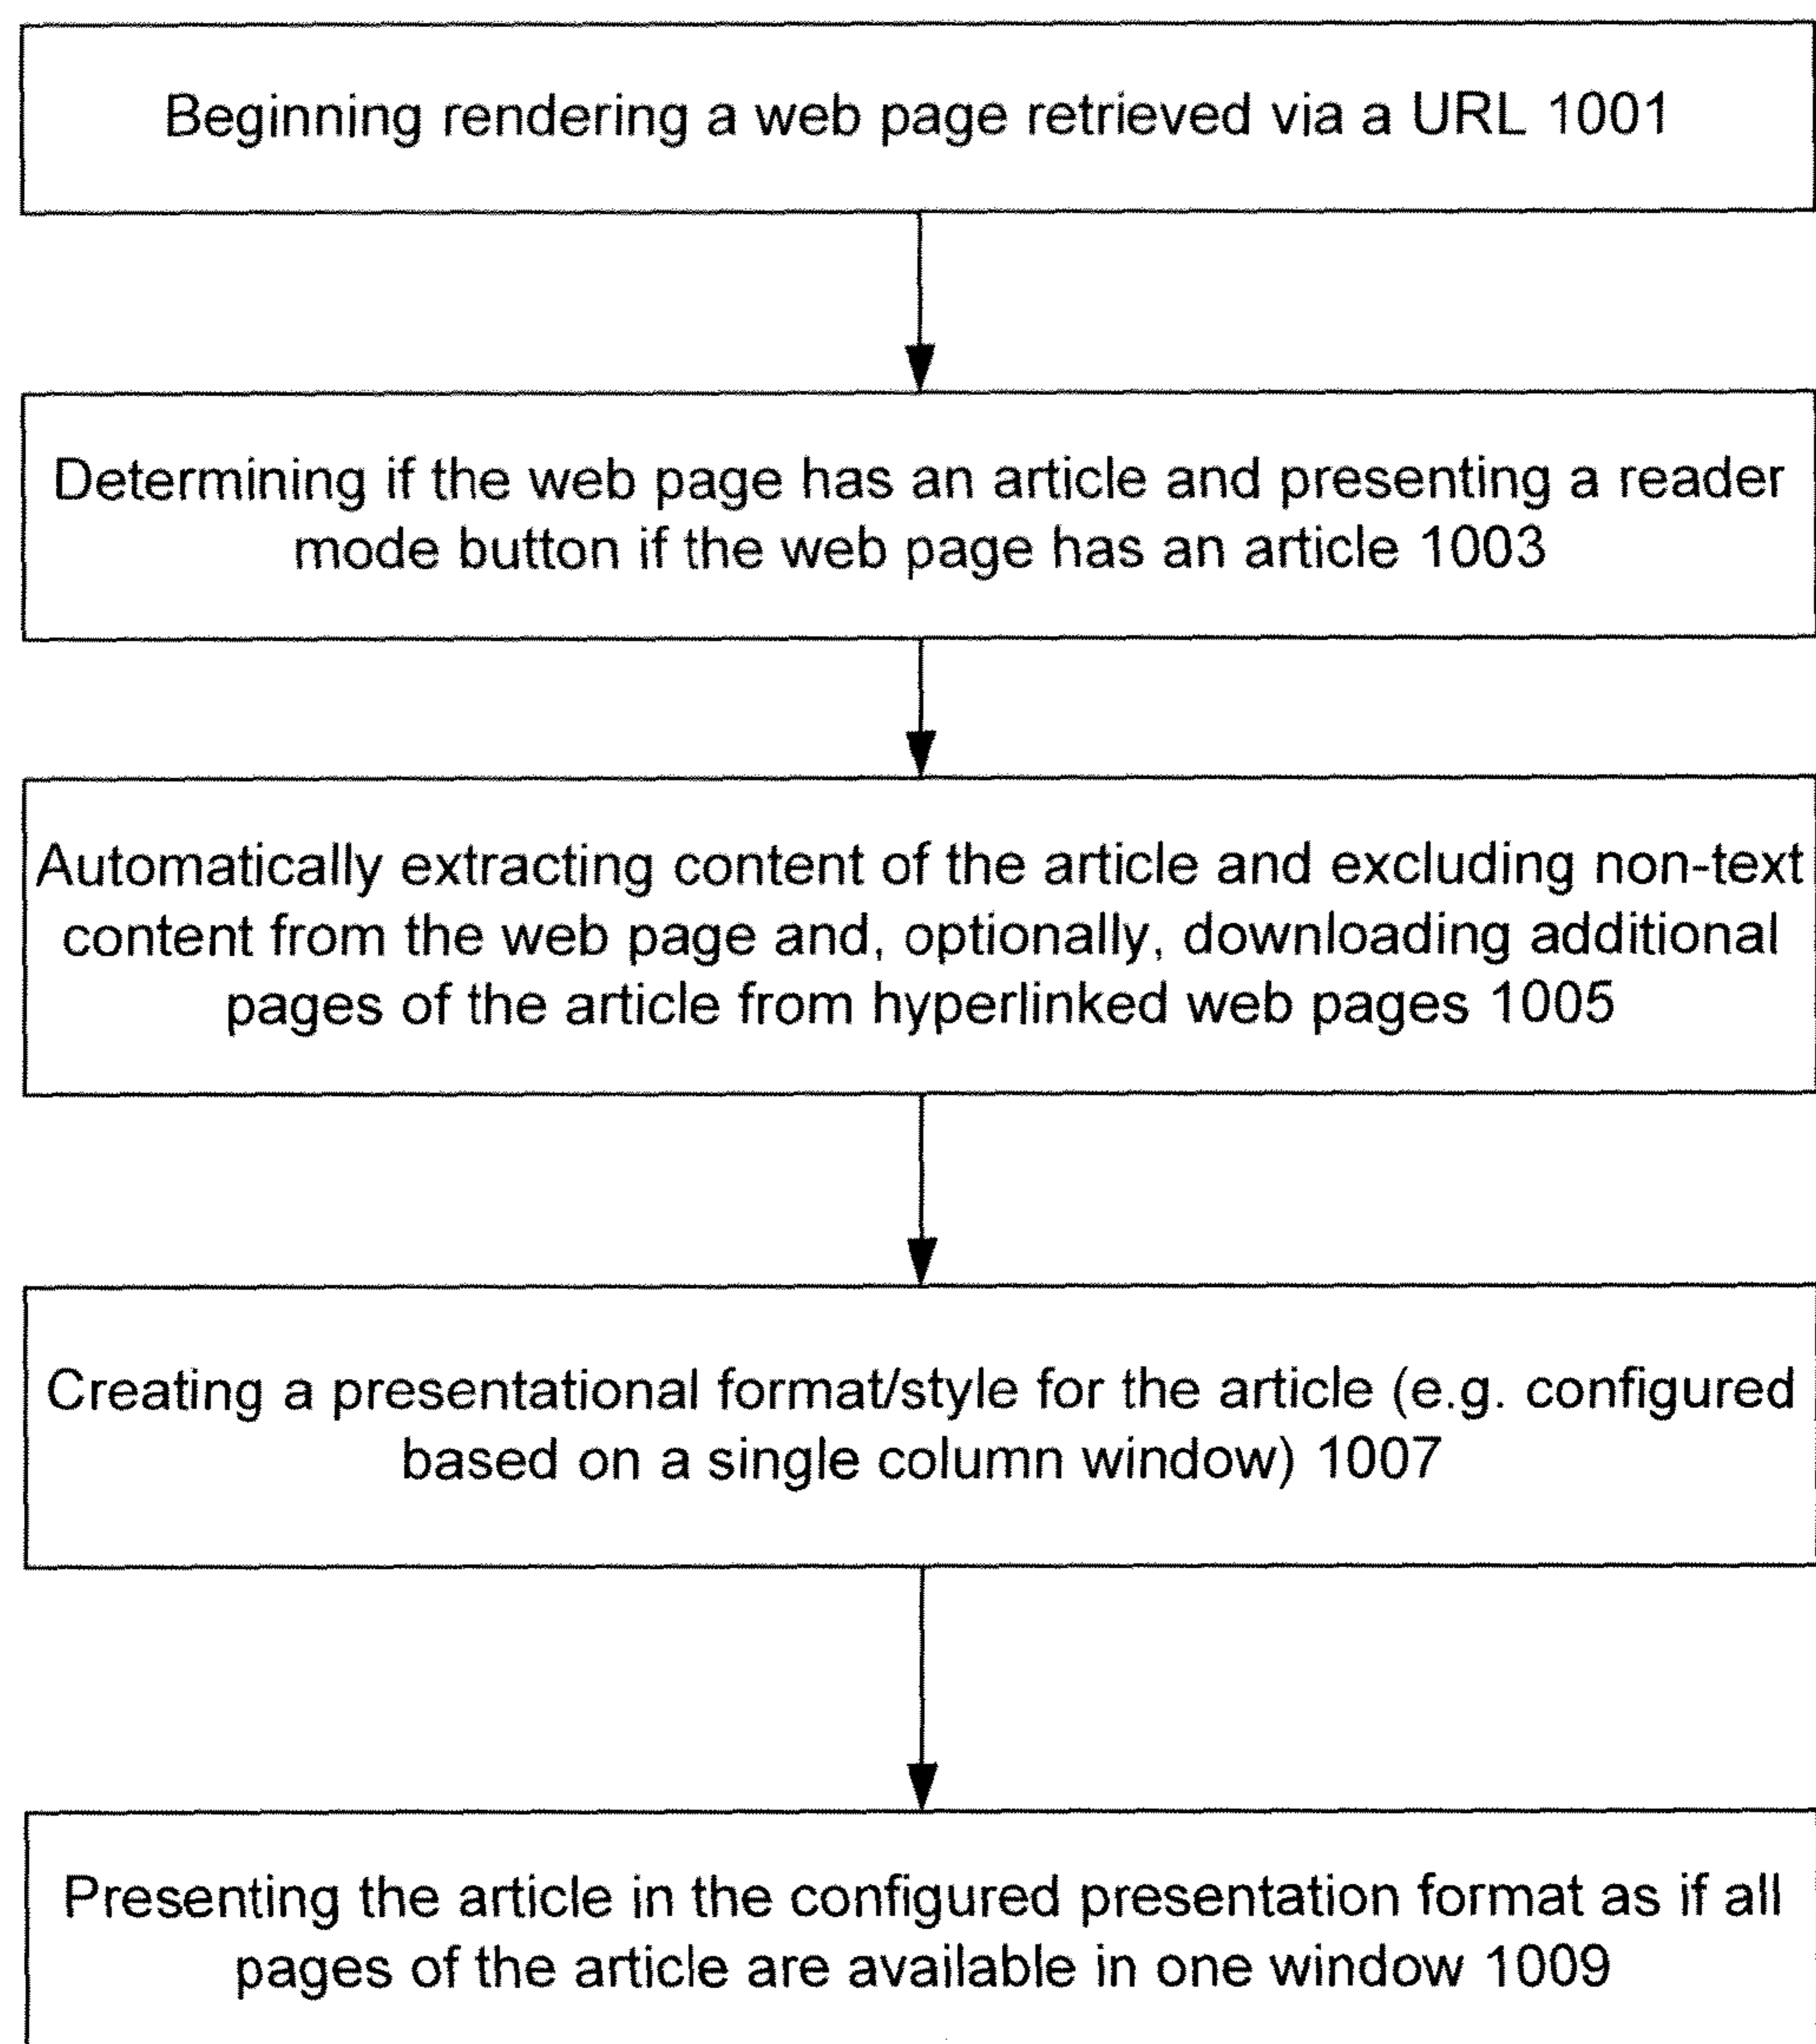 Beginning rendering a web page retrieved via a URL 1001
Determining if the web page has an article and presenting a reader
mode button if the web page has an article 1003
Automatically extracting content of the article and excluding non-text
content from the web page and, optionally, downloading additional
pages of the article from hyperlinked web pages 1005
Creating a presentational format/style for the article (e.g. configured
based on a single column window) 1007
Presenting the article in the configured presentation format as if all
pages of the article are available in one window 1009